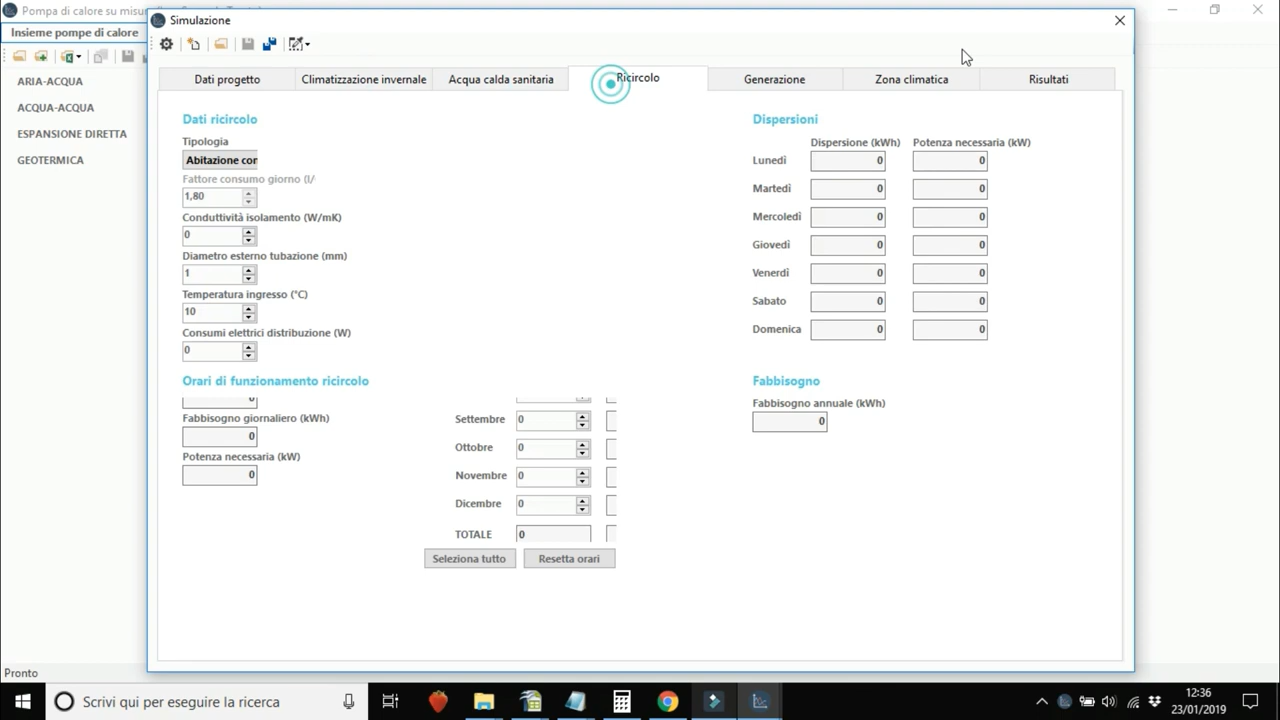 Pompa di calore su misu
Simulazione
Insieme pompe di calore
ARIA-ACQUA
ACQUA-ACQUA
ESPANSIONE DIRETTA
GEOTERMICA
Dati progetto
Climatizzazione invernale
Acqua calda sanitaria
Ricircolo
Generazione
Zona climatica
Risultati
Dati ricircolo
Tipologia
Abitazione cor
Fattore consumo giorno (l/
1,80
Conduttività isolamento (W/mK)
0
Diametro esterno tubazione (mm)
1
Temperatura ingresso (°C)
10
Consumi elettrici distribuzione (W)
0
Dispersioni
Dispersione (kWh) Potenza necessaria (kW)
Lunedì 0 0
Martedì 0 0
Mercoledì 0 0
Giovedì 0 0
Venerdì 0 0
Sabato 0 0
Domenica 0 0
Orari di funzionamento ricircolo
0
Fabbisogno giornaliero (kWh)
0
Potenza necessaria (kW)
0
Settembre 0
Ottobre 0
Novembre 0
Dicembre 0
TOTALE 0
Seleziona tutto
Resetta orari
Fabbisogno
Fabbisogno annuale (kWh)
0
Pronto
Scrivi qui per eseguire la ricerca
12:36
23/01/2019